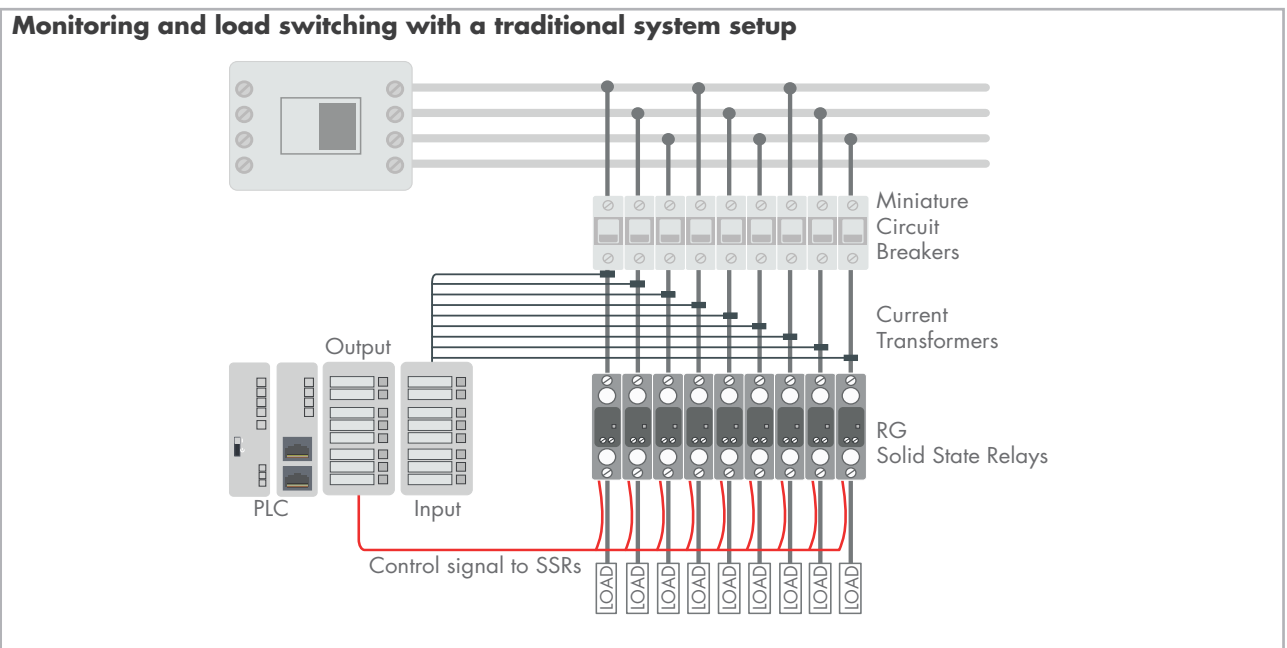 Monitoring and load switching with a traditional system setup
Miniature
Circuit
Breakers
Current
Transformers
Output
RG
Solid State Relays
PLC
Input
Control signal to SSRs
LOAD
LOAD
LOAD
LOAD
LOAD
LOAD
LOAD
LOAD
LOAD